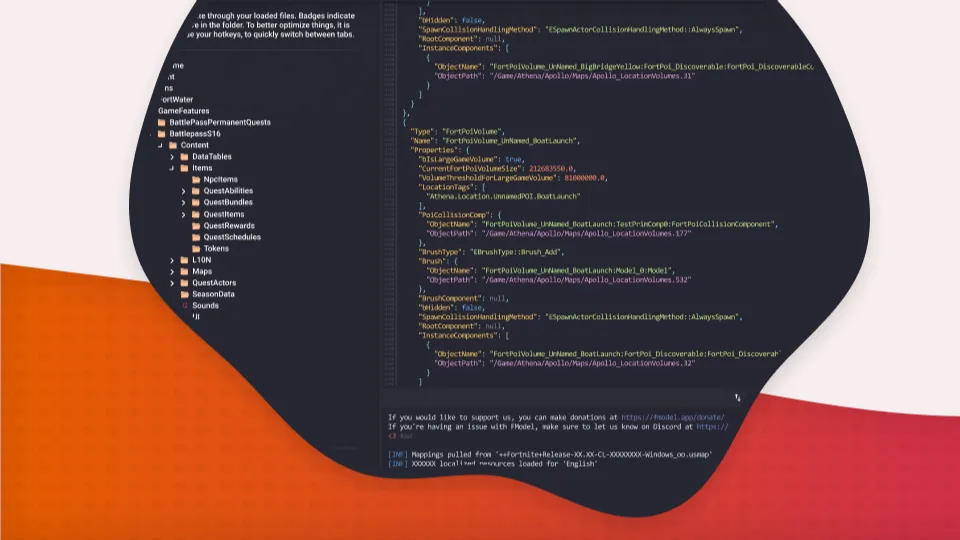 te through your loaded files. Badges indicate
e in the folder. To better optimize things, it is
e your hotkeys, to quickly switch between tabs.
me
nt
ns
ortWater
GameFeatures
BattlePassPermanentQuests
BattlepassS16
Content
DataTables
Items
NpcItems
QuestAbilities
QuestBundles
QuestItems
QuestRewards
QuestSchedules
Tokens
L10N
Maps
QuestActors
SeasonData
Sounds
UI
}
],
"bHidden": false,
"SpawnCollisionHandlingMethod": "ESpawnActorCollisionHandlingMethod::AlwaysSpawn",
"RootComponent": null,
"InstanceComponents": [
{
"ObjectName": "FortPoiVolume_UnNamed_BigBridgeYellow:FortPoi_Discoverable:FortPoi_DiscoverableCo
"ObjectPath": "/Game/Athena/Apollo/Maps/Apollo_LocationVolumes.31"
}
]
}
},
{
"Type": "FortPoiVolume",
"Name": "FortPoiVolume_UnNamed_BoatLaunch",
"Properties": {
"bIsLargeGameVolume": true,
"CurrentFortPoiVolumeSize": 212683550.0,
"VolumeThresholdForLargeGameVolume": 81000000.0,
"LocationTags": [
"Athena.Location.UnnamedPOI.BoatLaunch"
],
"PoiCollisionComp": {
"ObjectName": "FortPoiVolume_UnNamed_BoatLaunch:TestPrimComp0:FortPoiCollisionComponent",
"ObjectPath": "/Game/Athena/Apollo/Maps/Apollo_LocationVolumes.177"
},
"BrushType": "EBrushType::Brush_Add",
"Brush": {
"ObjectName": "FortPoiVolume_UnNamed_BoatLaunch:Model_0:Model",
"ObjectPath": "/Game/Athena/Apollo/Maps/Apollo_LocationVolumes.532"
},
"BrushComponent": null,
"bHidden": false,
"SpawnCollisionHandlingMethod": "ESpawnActorCollisionHandlingMethod::AlwaysSpawn",
"RootComponent": null,
"InstanceComponents": [
{
"ObjectName": "FortPoiVolume_UnNamed_BoatLaunch:FortPoi_Discoverable:FortPoi_Discoverab
"ObjectPath": "/Game/Athena/Apollo/Maps/Apollo_LocationVolumes.32"
}
]
If you would like to support us, you can make donations at https://fmodel.app/donate/
If you're having an issue with FModel, make sure to let us know on Discord at https://
<3
[INF] Mappings pulled from '++Fortnite+Release-XX.XX-CL-XXXXXXXX-Windows_oo.usmap'
[INF] XXXXXX localized resources loaded for 'English'